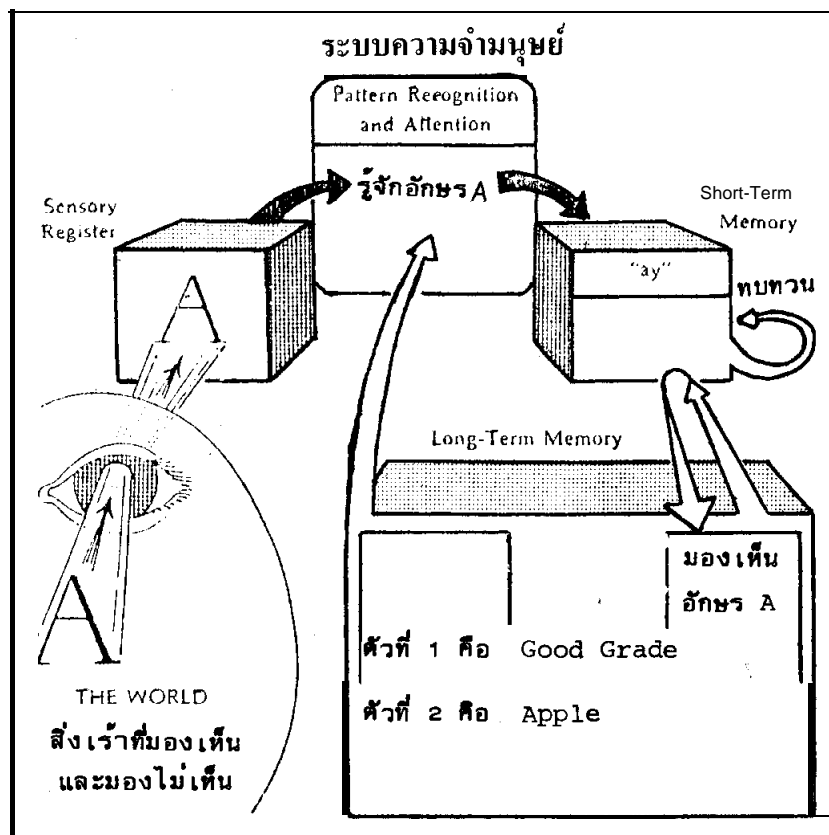 ระบบความจำมนุษย์
Pattern Recognition
and Attention
รู้จักอักษร A
Sensory
Register
A
Short-Term
Memory
"ay"
ทบทวน
Long-Term Memory
มองเห็น
อักษร A
ตัวที่ 1 คือ Good Grade
ตัวที่ 2 คือ Apple
A
THE WORLD
สิ่งเร้าที่มองเห็น
และมองไม่เห็น